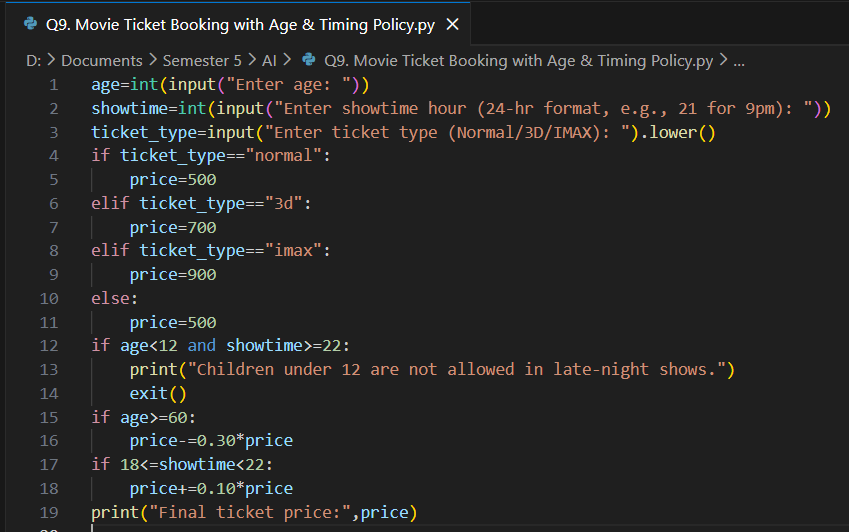 Q9. Movie Ticket Booking with Age & Timing Policy.py
D: > Documents > Semester 5 > AI > Q9. Movie Ticket Booking with Age & Timing Policy.py > ...
1 age=int(input("Enter age: "))
2 showtime=int(input("Enter showtime hour (24-hr format, e.g., 21 for 9pm): "))
3 ticket_type=input("Enter ticket type (Normal/3D/IMAX): ").lower()
4 if ticket_type=="normal":
5     price=500
6 elif ticket_type=="3d":
7     price=700
8 elif ticket_type=="imax":
9     price=900
10 else:
11     price=500
12 if age<12 and showtime>=22:
13     print("Children under 12 are not allowed in late-night shows.")
14     exit()
15 if age>=60:
16     price-=0.30*price
17 if 18<=showtime<22:
18     price+=0.10*price
19 print("Final ticket price:",price)
20